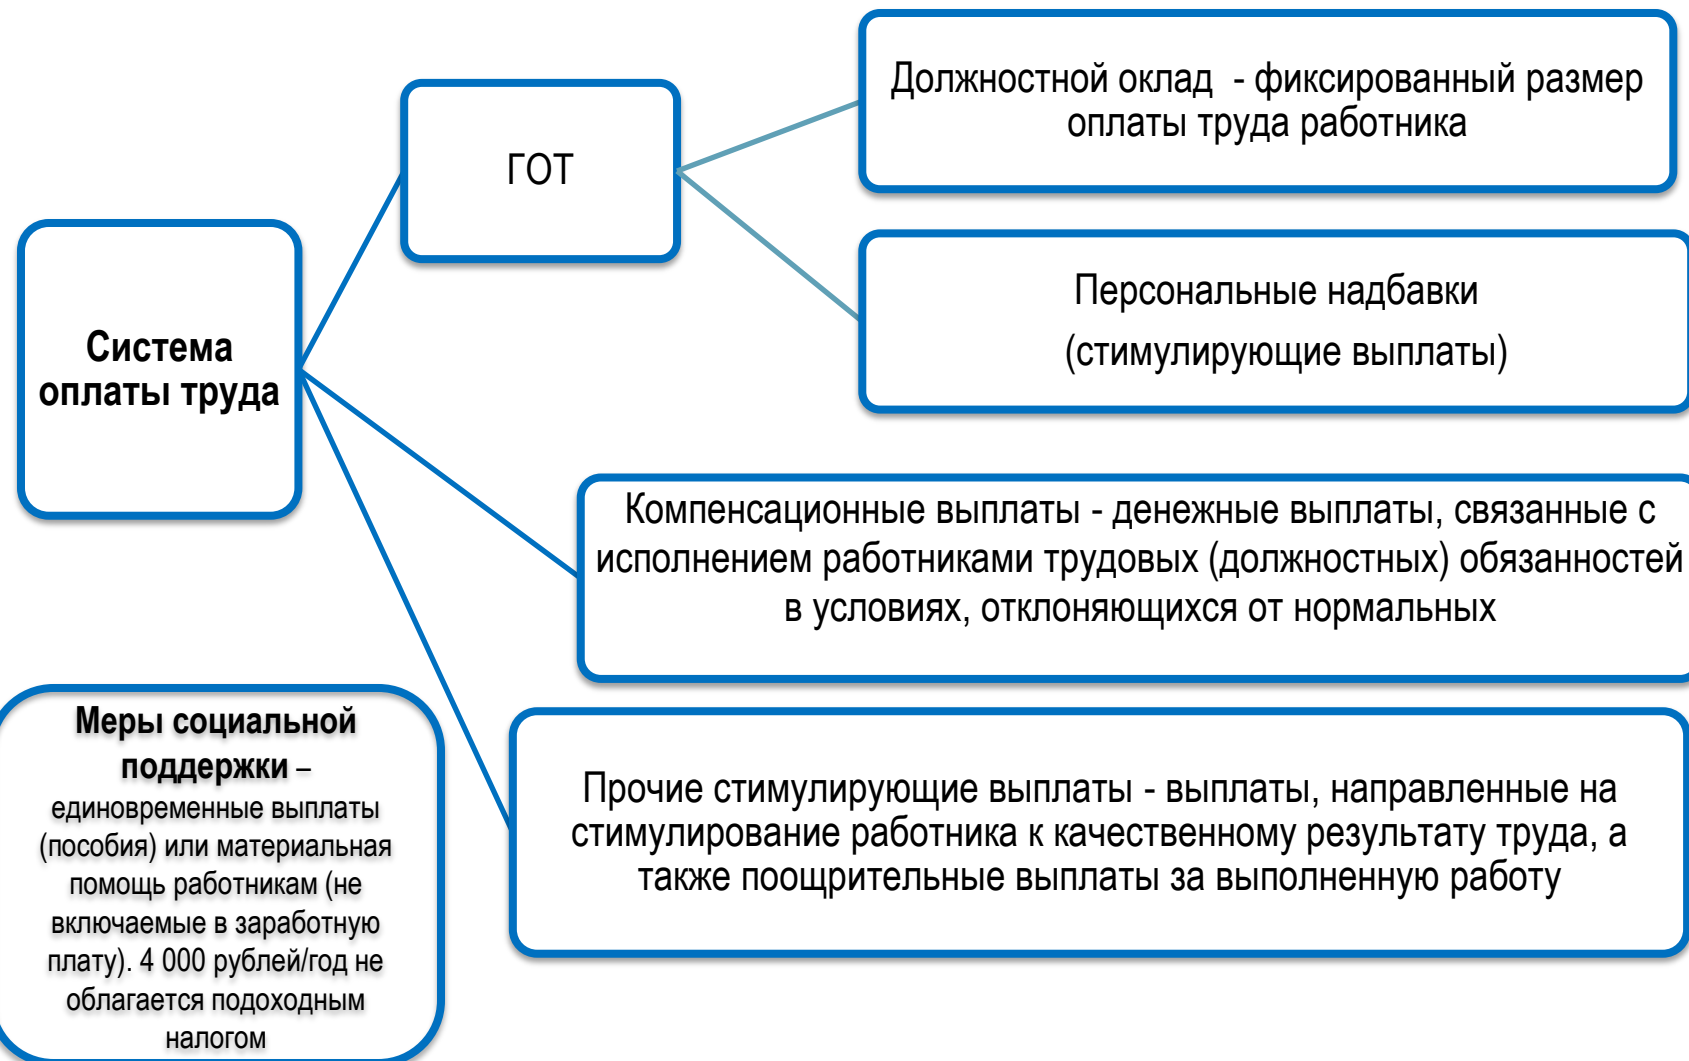 Должностной оклад - фиксированный размер
оплаты труда работника
ГОТ
Персональные надбавки
(стимулирующие выплаты)
Система
оплаты труда
Компенсационные выплаты - денежные выплаты, связанные с
исполнением работниками трудовых (должностных) обязанностей
в условиях, отклоняющихся от нормальных
Меры социальной
поддержки –
единовременные выплаты
(пособия) или материальная
помощь работникам (не
включаемые в заработную
плату). 4 000 рублей/год не
облагается подоходным
налогом
Прочие стимулирующие выплаты - выплаты, направленные на
стимулирование работника к качественному результату труда, а
также поощрительные выплаты за выполненную работу